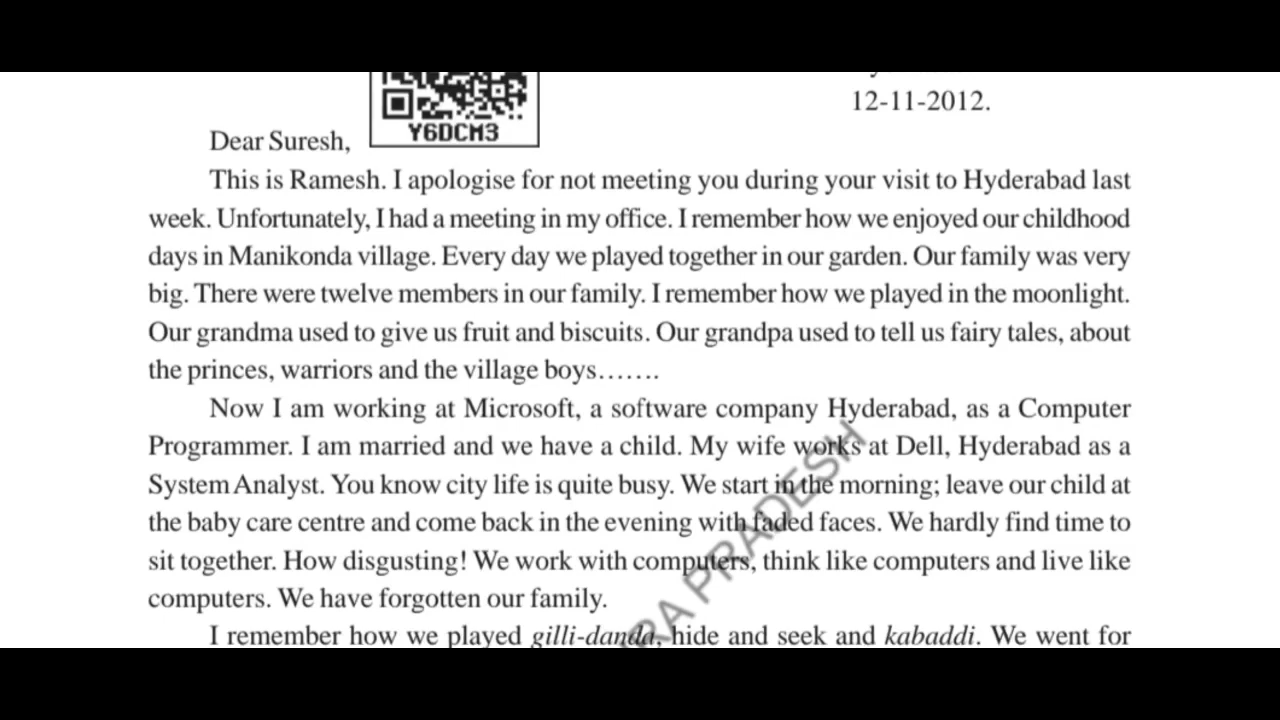 12-11-2012.
Y6DCM3
Dear Suresh,
This is Ramesh. I apologise for not meeting you during your visit to Hyderabad last
week. Unfortunately, I had a meeting in my office. I remember how we enjoyed our childhood
days in Manikonda village. Every day we played together in our garden. Our family was very
big. There were twelve members in our family. I remember how we played in the moonlight.
Our grandma used to give us fruit and biscuits. Our grandpa used to tell us fairy tales, about
the princes, warriors and the village boys…….
Now I am working at Microsoft, a software company Hyderabad, as a Computer
Programmer. I am married and we have a child. My wife works at Dell, Hyderabad as a
System Analyst. You know city life is quite busy. We start in the morning; leave our child at
the baby care centre and come back in the evening with faded faces. We hardly find time to
sit together. How disgusting! We work with computers, think like computers and live like
computers. We have forgotten our family.
I remember how we played gilli-danda, hide and seek and kabaddi. We went for
RA PRADESH